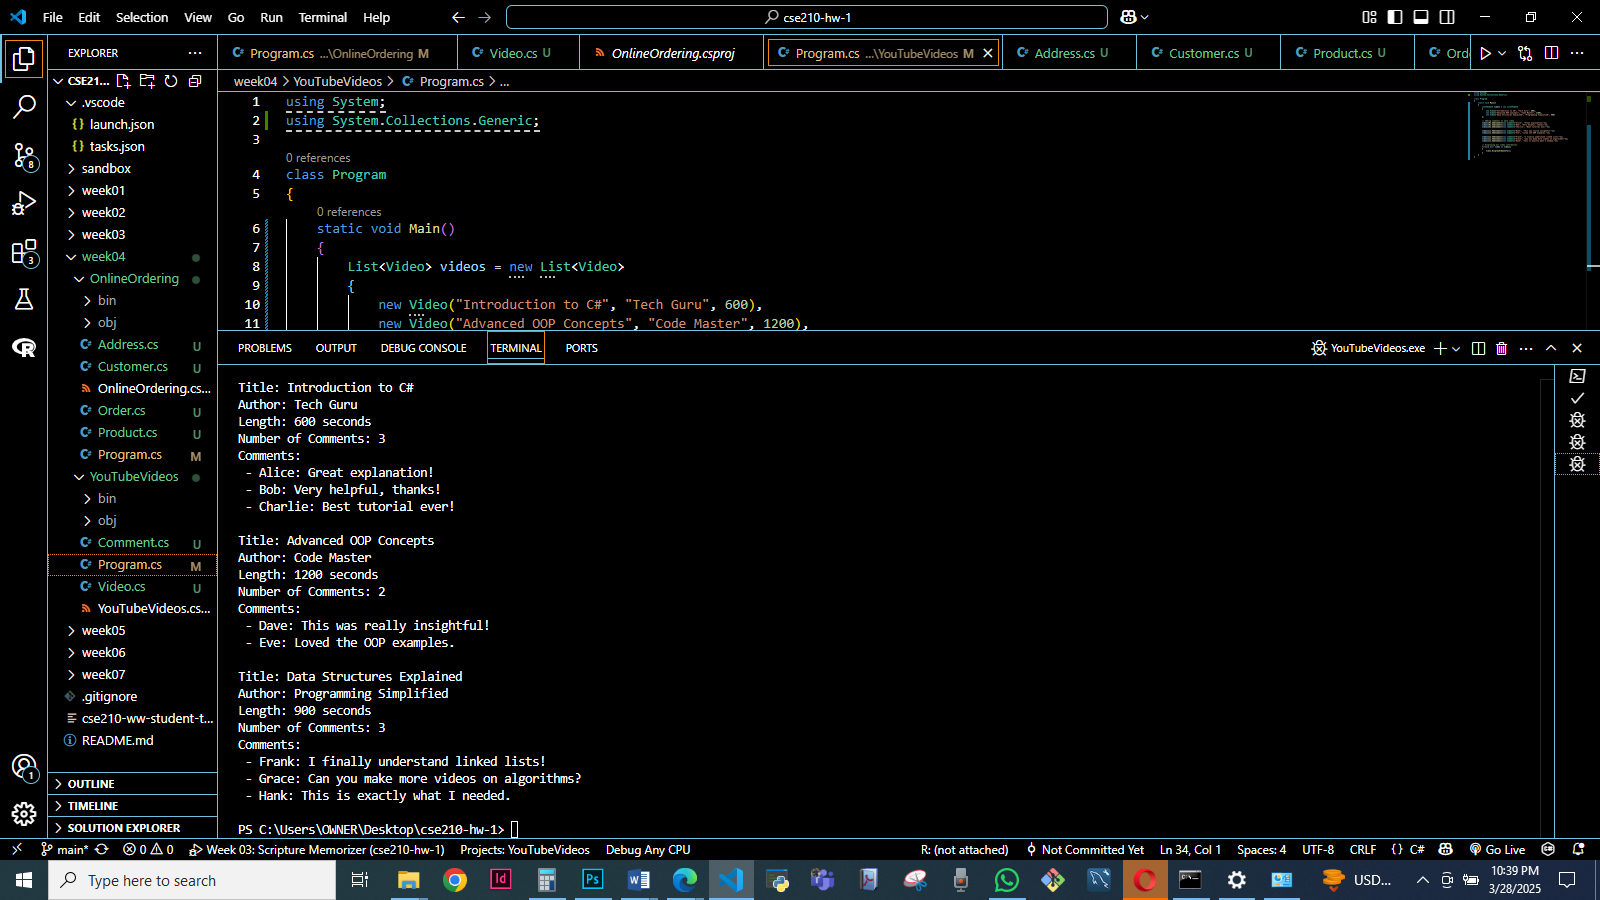 File Edit Selection View Go Run Terminal Help
cse210-hw-1
EXPLORER
Program.cs ...\OnlineOrdering M
Video.cs U
OnlineOrdering.csproj
Program.cs ...\YouTubeVideos M
Address.cs U
Customer.cs U
Product.cs U
Ord
CSE21...
week04 > YouTubeVideos > Program.cs > ...
.vscode
launch.json
tasks.json
sandbox
week01
week02
week03
week04
OnlineOrdering
bin
obj
Address.cs U
Customer.cs U
OnlineOrdering.cs...
Order.cs U
Product.cs U
Program.cs M
YouTubeVideos
bin
obj
Comment.cs U
Program.cs M
Video.cs U
YouTubeVideos.cs...
week05
week06
week07
.gitignore
cse210-ww-student-t...
README.md
OUTLINE
TIMELINE
SOLUTION EXPLORER
8
3
1
1 using System;
2 using System.Collections.Generic;
3
0 references
4 class Program
5 {
0 references
6 static void Main()
7 {
8 List<Video> videos = new List<Video>
9 {
10 new Video("Introduction to C#", "Tech Guru", 600),
11 new Video("Advanced OOP Concepts", "Code Master", 1200),
PROBLEMS OUTPUT DEBUG CONSOLE TERMINAL PORTS
YouTubeVideos.exe
Title: Introduction to C#
Author: Tech Guru
Length: 600 seconds
Number of Comments: 3
Comments:
- Alice: Great explanation!
- Bob: Very helpful, thanks!
- Charlie: Best tutorial ever!
Title: Advanced OOP Concepts
Author: Code Master
Length: 1200 seconds
Number of Comments: 2
Comments:
- Dave: This was really insightful!
- Eve: Loved the OOP examples.
Title: Data Structures Explained
Author: Programming Simplified
Length: 900 seconds
Number of Comments: 3
Comments:
- Frank: I finally understand linked lists!
- Grace: Can you make more videos on algorithms?
- Hank: This is exactly what I needed.
PS C:\Users\OWNER\Desktop\cse210-hw-1>
main* 0 0 Week 03: Scripture Memorizer (cse210-hw-1) Projects: YouTubeVideos Debug Any CPU R: (not attached) Not Committed Yet Ln 34, Col 1 Spaces: 4 UTF-8 CRLF {} C# Go Live
Type here to search
USD...
10:39 PM
3/28/2025